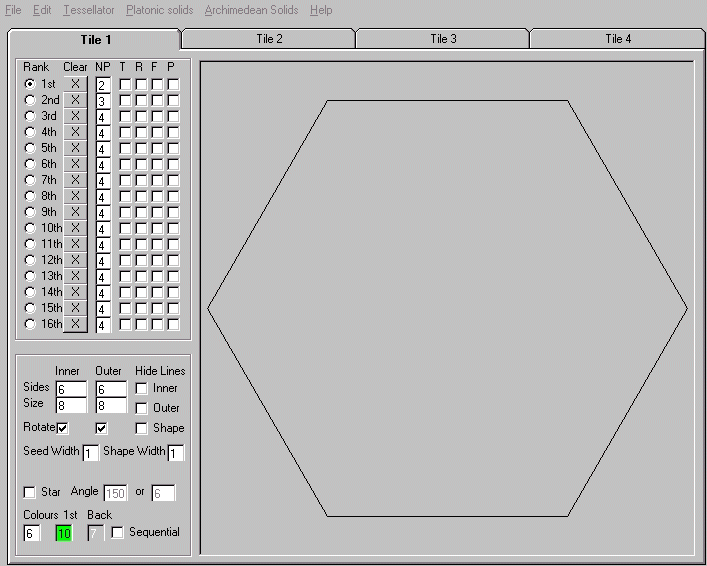 File Edit Tessellator Platonic solids Archimedean Solids Help
Tile 1 Tile 2 Tile 3 Tile 4
Rank Clear NP T R F P
1st X 2
2nd X 3
3rd X 4
4th X 4
5th X 4
6th X 4
7th X 4
8th X 4
9th X 4
10th X 4
11th X 4
12th X 4
13th X 4
14th X 4
15th X 4
16th X 4
Inner Outer Hide Lines
Sides 6 6 Inner
Size 8 8 Outer
Rotate Shape
Seed Width 1 Shape Width 1
Star Angle 150 or 6
Colours 1st Back
6 10 7 Sequential